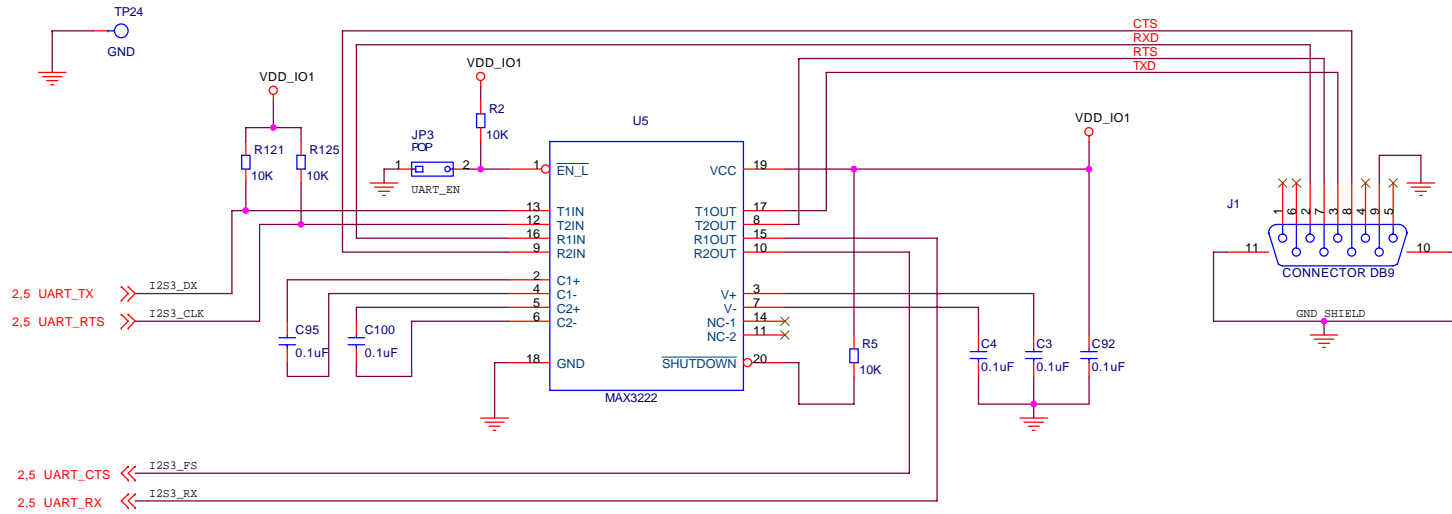 TP24
GND
CTS
RXD
RTS
TXD
VDD_IO1
VDD_IO1
VDD_IO1
R2
10K
U5
JP3
POP
R121
10K
R125
10K
1
2
UART_EN
1
EN_L
VCC
19
13
T1IN
T1OUT
17
12
T2IN
T2OUT
8
16
R1IN
R1OUT
15
9
R2IN
R2OUT
10
2
C1+
4
C1-
V+
3
5
C2+
V-
7
6
C2-
NC-1
14
NC-2
11
18
GND
SHUTDOWN
20
MAX3222
2,5 UART_TX
I2S3_DX
2,5 UART_RTS
I2S3_CLK
C95
0.1uF
C100
0.1uF
R5
10K
C4
0.1uF
C3
0.1uF
C92
0.1uF
J1
1
6
2
7
3
8
4
9
5
11
10
CONNECTOR DB9
GND_SHIELD
2,5 UART_CTS
I2S3_FS
2,5 UART_RX
I2S3_RX